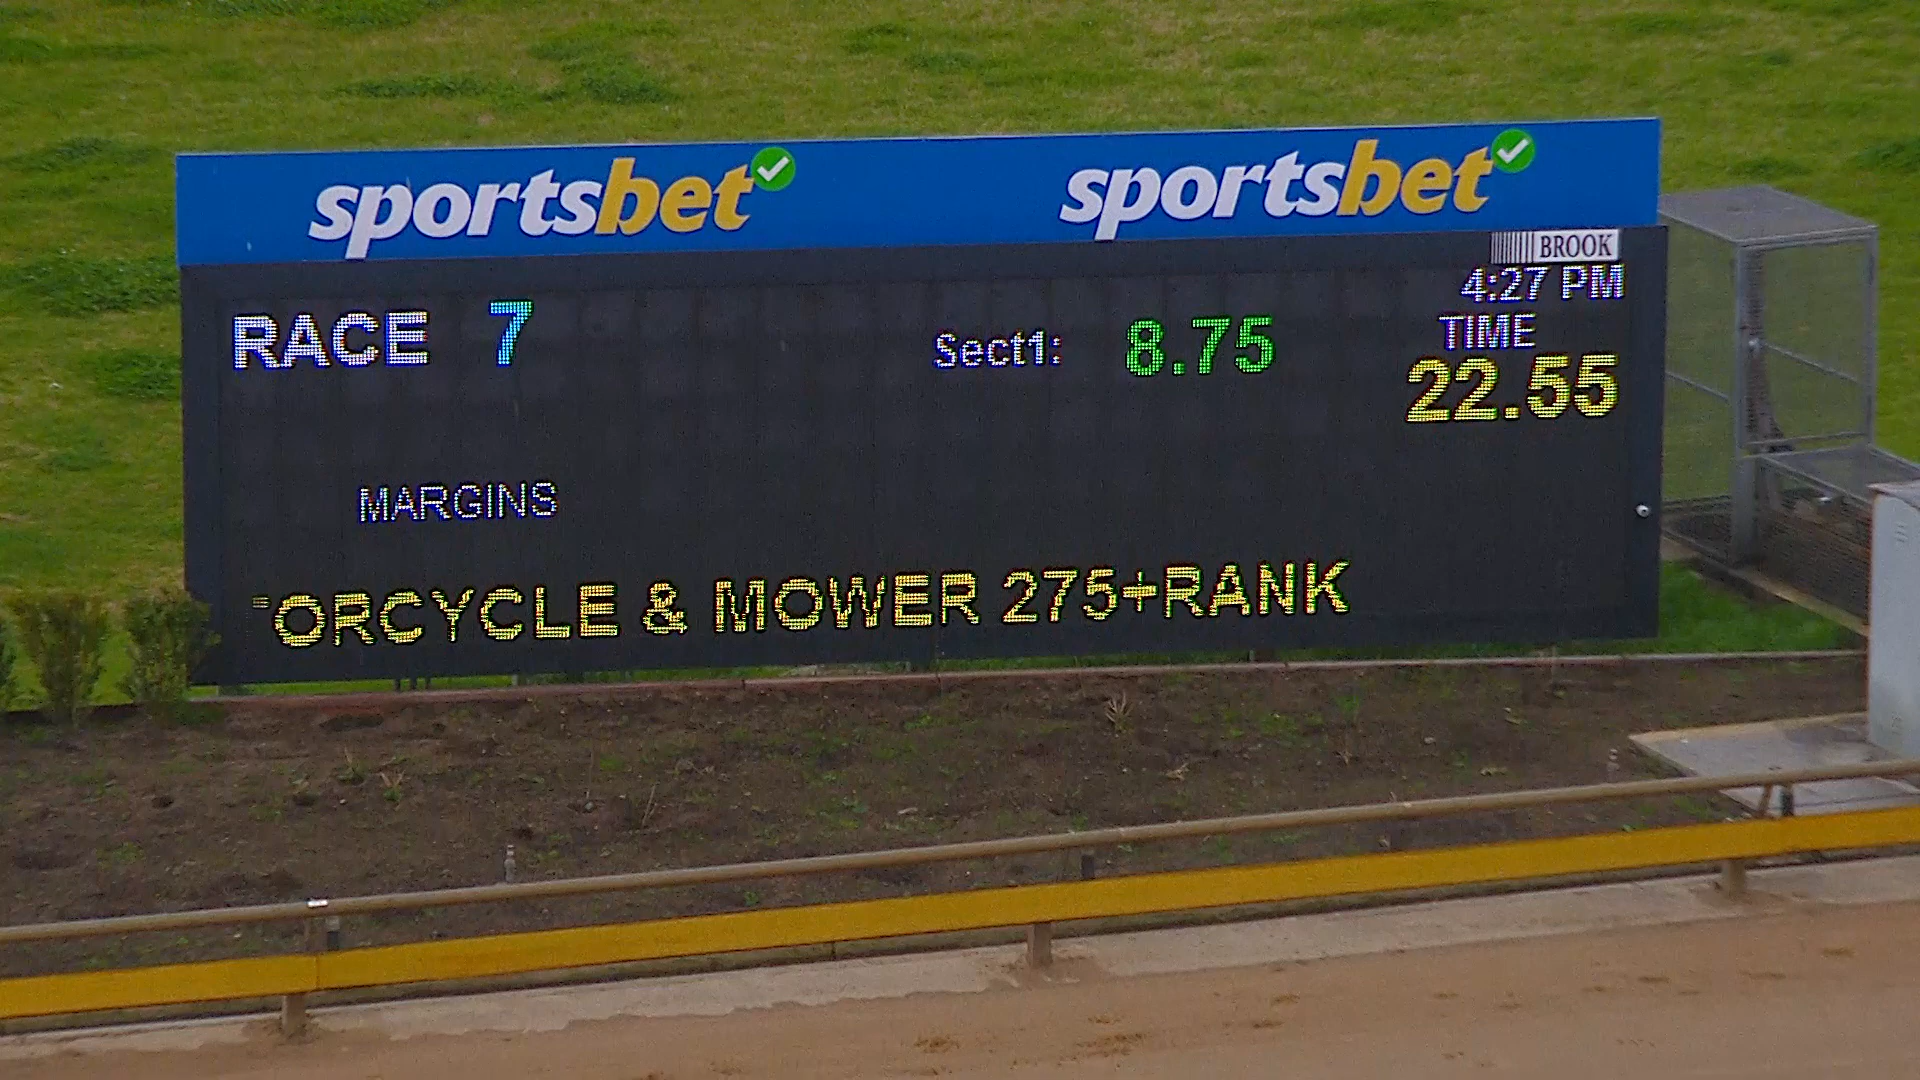 sportsbet sportsbet
BROOK
4:27 PM
RACE 7 Sect1: 8.75 TIME
22.55
MARGINS
ORCYCLE & MOWER 275+RANK